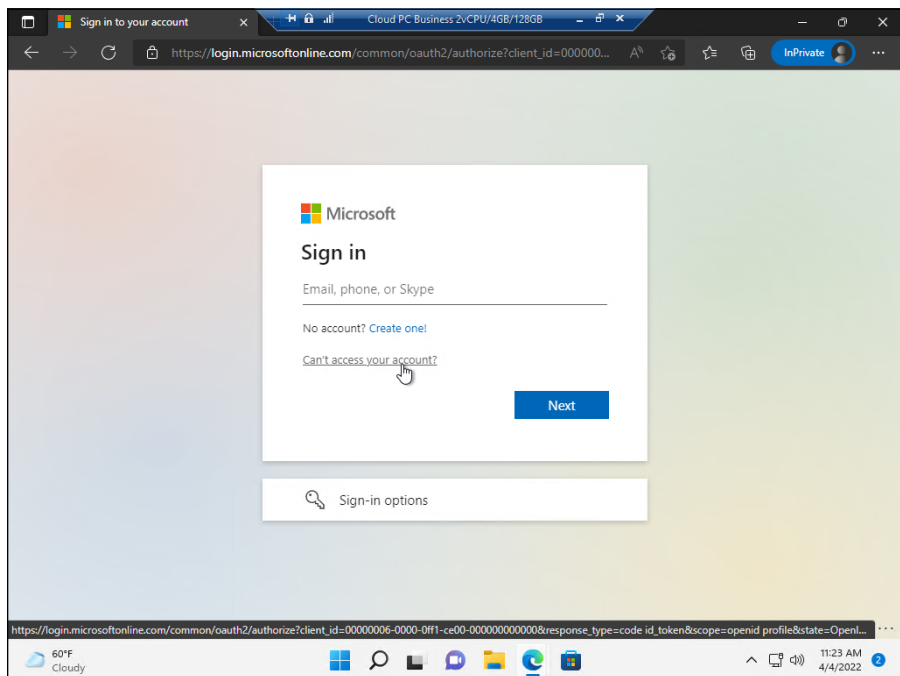 Sign in to your account
Cloud PC Business 2vCPU/4GB/128GB
https://login.microsoftonline.com/common/oauth2/authorize?client_id=000000...
InPrivate
Microsoft
Sign in
Email, phone, or Skype
No account? Create one!
Can't access your account?
Next
Sign-in options
https://login.microsoftonline.com/common/oauth2/authorize?client_id=00000006-0000-0ff1-ce00-000000000000&response_type=code id_token&scope=openid profile&state=OpenI...
60°F
Cloudy
11:23 AM
4/4/2022
2